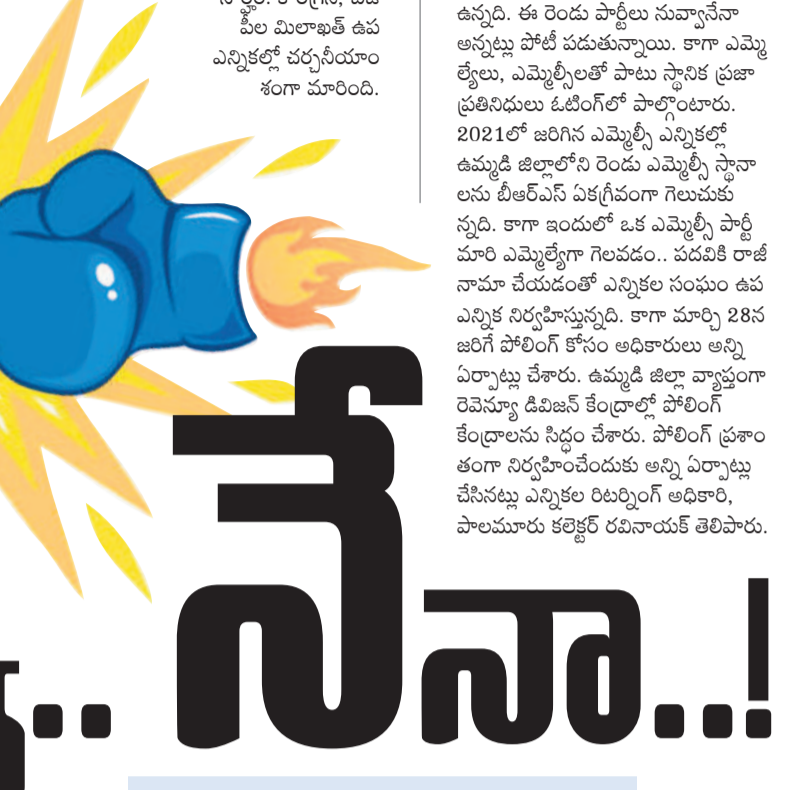 పీల మిలాఖత్ ఉప
ఎన్నికల్లో చర్చనీయాం
శంగా మారింది.
ఉన్నది. ఈ రెండు పార్టీలు నువ్వానేనా
అన్నట్లు పోటీ పడుతున్నాయి. కాగా ఎమ్మె
ల్యేలు, ఎమ్మెల్సీలతో పాటు స్థానిక ప్రజా
ప్రతినిధులు ఓటింగ్‌లో పాల్గొంటారు.
2021లో జరిగిన ఎమ్మెల్సీ ఎన్నికల్లో
ఉమ్మడి జిల్లాలోని రెండు ఎమ్మెల్సీ స్థానా
లను బీఆర్ఎస్ ఏకగ్రీవంగా గెలుచుకు
న్నది. కాగా ఇందులో ఒక ఎమ్మెల్సీ పార్టీ
మారి ఎమ్మెల్యేగా గెలవడం.. పదవికి రాజీ
నామా చేయడంతో ఎన్నికల సంఘం ఉప
ఎన్నిక నిర్వహిస్తున్నది. కాగా మార్చి 28న
జరిగే పోలింగ్ కోసం అధికారులు అన్ని
ఏర్పాట్లు చేశారు. ఉమ్మడి జిల్లా వ్యాప్తంగా
రెవెన్యూ డివిజన్ కేంద్రాల్లో పోలింగ్
కేంద్రాలను సిద్ధం చేశారు. పోలింగ్ ప్రశాం
తంగా నిర్వహించేందుకు అన్ని ఏర్పాట్లు
చేసినట్లు ఎన్నికల రిటర్నింగ్ అధికారి,
పాలమూరు కలెక్టర్ రవినాయక్ తెలిపారు.
.. నేనా..!